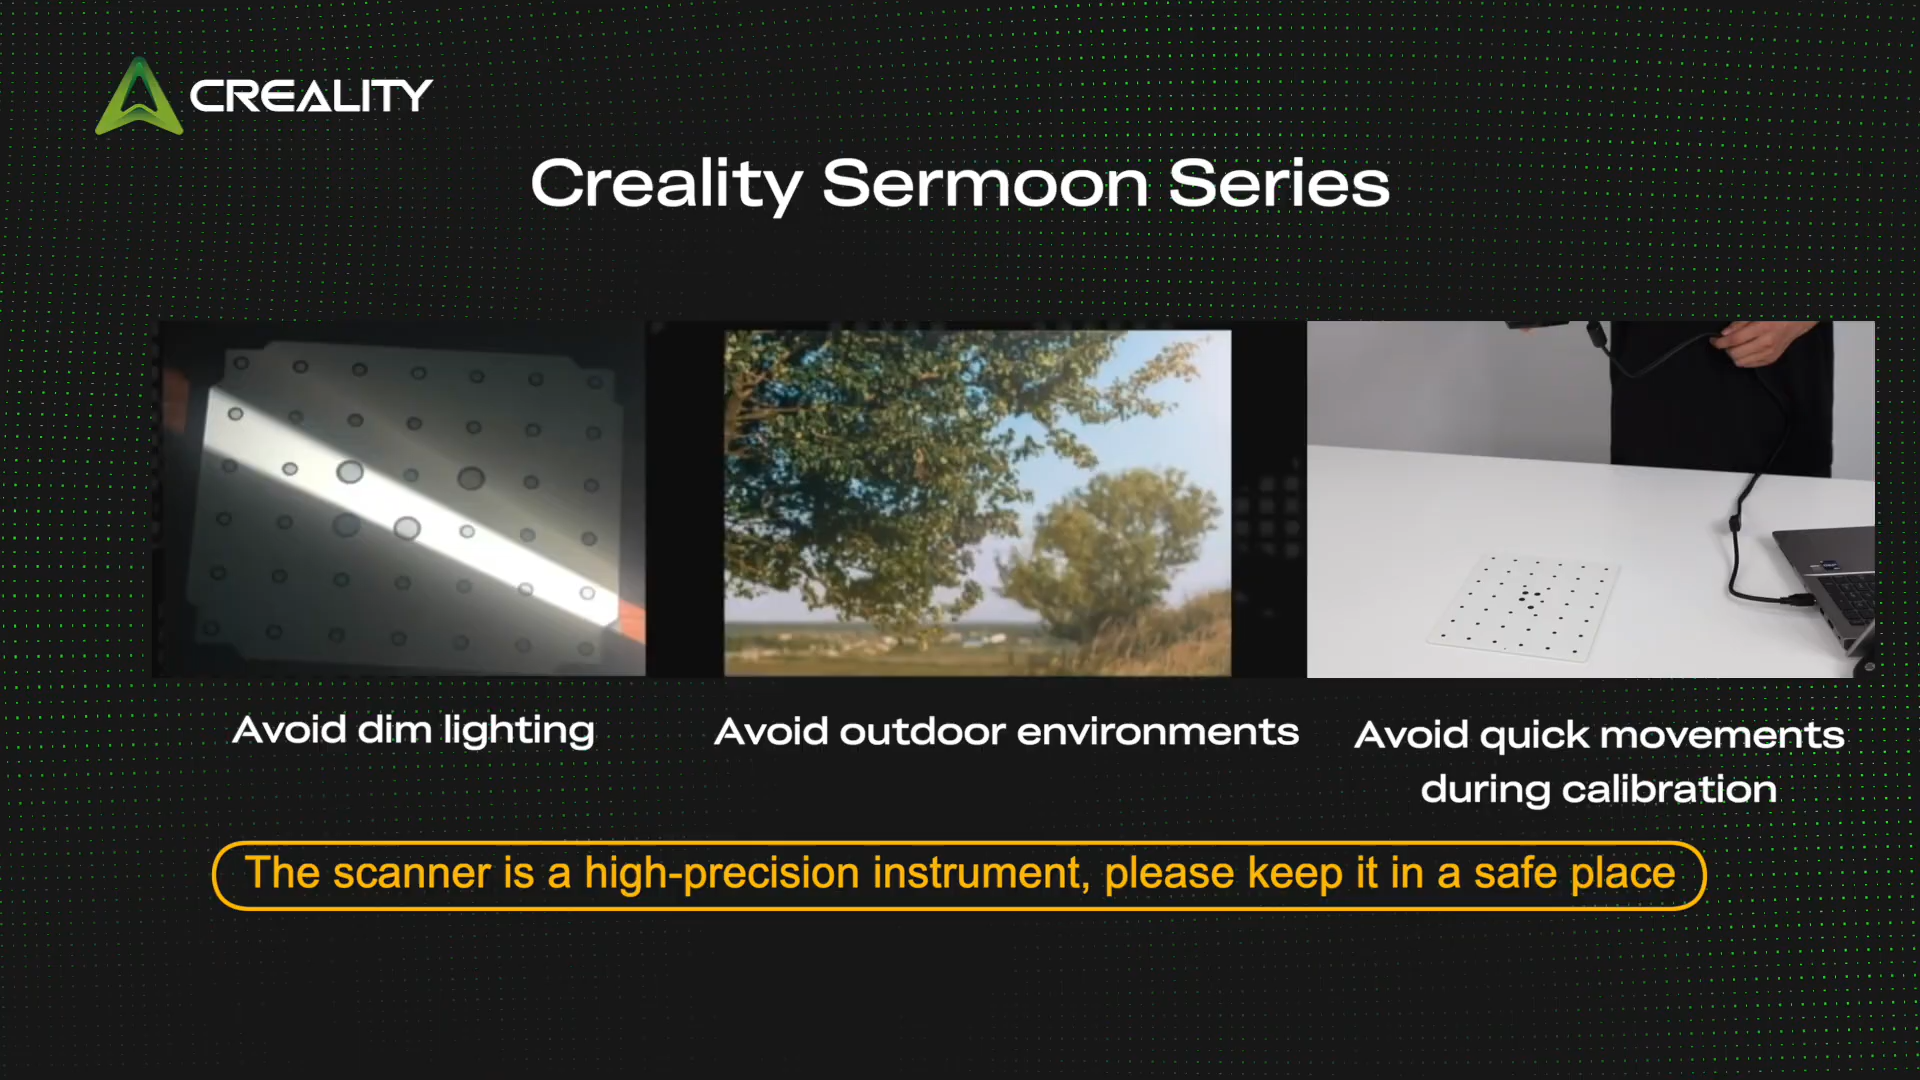 CREALITY
Creality Sermoon Series
Avoid dim lighting
Avoid outdoor environments
Avoid quick movements
during calibration
The scanner is a high-precision instrument, please keep it in a safe place